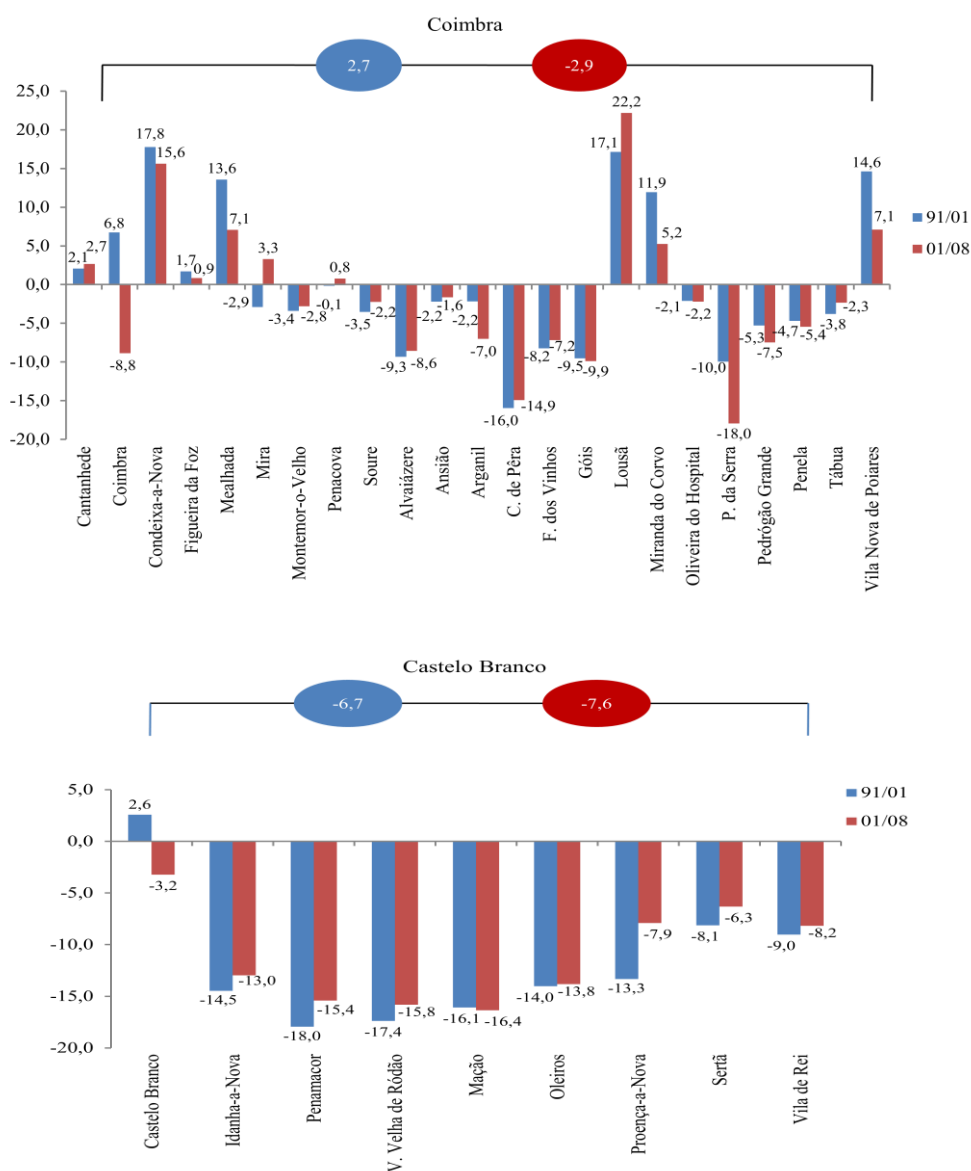 Coimbra
2,7
-2,9
25,0
20,0
15,0
10,0
5,0
0,0
-5,0
-10,0
-15,0
-20,0
2,1
2,7
6,8
-8,8
17,8
15,6
1,7
0,9
13,6
7,1
-2,9
3,3
-3,4
-2,8
-0,1
0,8
-3,5
-2,2
-9,3
-8,6
-2,2
-1,6
-2,2
-7,0
-16,0
-14,9
-8,2
-7,2
-9,5
-9,9
17,1
22,2
11,9
5,2
-2,1
-2,2
-10,0
-18,0
-5,3
-7,5
-4,7
-5,4
-3,8
-2,3
14,6
7,1
91/01
01/08
Cantanhede
Coimbra
Condeixa-a-Nova
Figueira da Foz
Mealhada
Mira
Montemor-o-Velho
Penacova
Soure
Alvaiázere
Ansião
Arganil
C. de Pêra
F. dos Vinhos
Góis
Lousã
Miranda do Corvo
Oliveira do Hospital
P. da Serra
Pedrógão Grande
Penela
Tábua
Vila Nova de Poiares
Castelo Branco
-6,7
-7,6
5,0
0,0
-5,0
-10,0
-15,0
-20,0
2,6
-3,2
-14,5
-13,0
-18,0
-15,4
-17,4
-15,8
-16,1
-16,4
-14,0
-13,8
-13,3
-7,9
-8,1
-6,3
-9,0
-8,2
91/01
01/08
Castelo Branco
Idanha-a-Nova
Penamacor
V. Velha de Ródão
Mação
Oleiros
Proença-a-Nova
Sertã
Vila de Rei